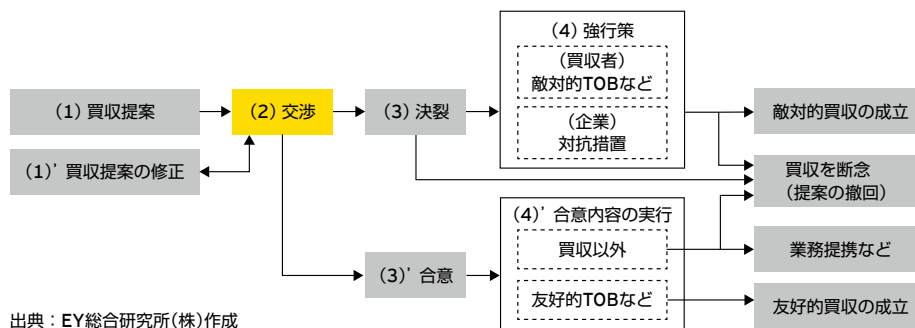 (1) 買収提案
(1)' 買収提案の修正
(2) 交渉
(3) 決裂
(4) 強行策
(買収者)
敵対的TOBなど
(企業)
対抗措置
敵対的買収の成立
買収を断念
(提案の撤回)
(3)' 合意
(4)' 合意内容の実行
買収以外
友好的TOBなど
業務提携など
友好的買収の成立
出典：EY総合研究所(株)作成